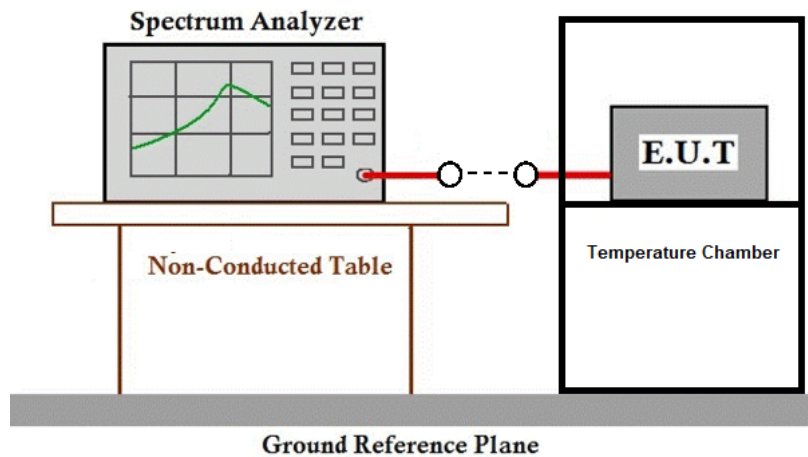 Spectrum Analyzer
E.U.T
Temperature Chamber
Non-Conducted Table
Ground Reference Plane